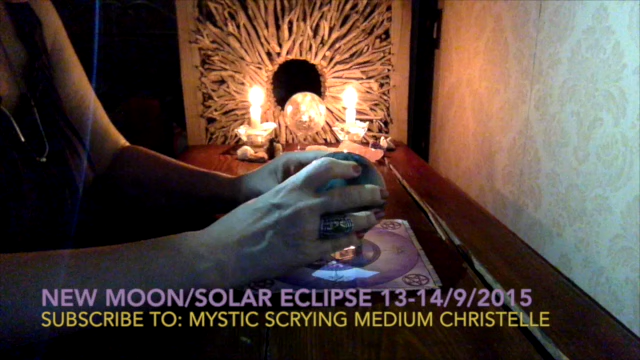 NEW MOON/SOLAR ECLIPSE 13-14/9/2015
SUBSCRIBE TO: MYSTIC SCRYING MEDIUM CHRISTELLE